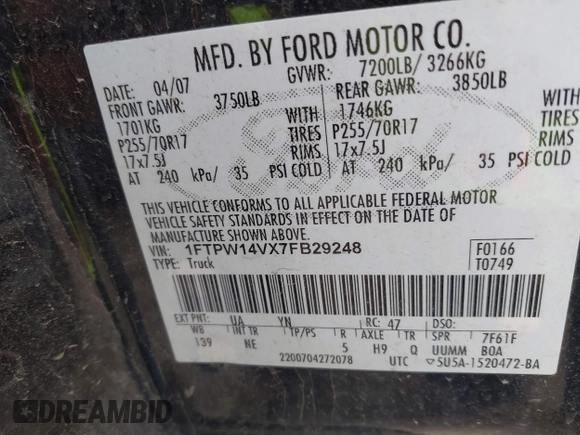 MFD. BY FORD MOTOR CO.
DATE: 04/07 GVWR: 7200LB/ 3266KG
FRONT GAWR: 3750LB REAR GAWR: 3850LB
1701KG WITH 1746KG WITH
P255/70R17 TIRES P255/70R17 TIRES
17x7.5J RIMS 17x7.5J RIMS
AT 240 kPa/ 35 PSI COLD AT 240 kPa/ 35 PSI COLD
THIS VEHICLE CONFORMS TO ALL APPLICABLE FEDERAL MOTOR
VEHICLE SAFETY STANDARDS IN EFFECT ON THE DATE OF
MANUFACTURE SHOWN ABOVE.
VIN: 1FTPW14VX7FB29248 F0166
TYPE: Truck T0749
EXT PNT: UA YN RC: 47 DSO:
WB INT TR TP/PS R AXLE TR SPR 7F61F
139 NE 5 H9 Q UUMM BOA
2200704272078 UTC 5U5A-1520472-BA
DREAMBID